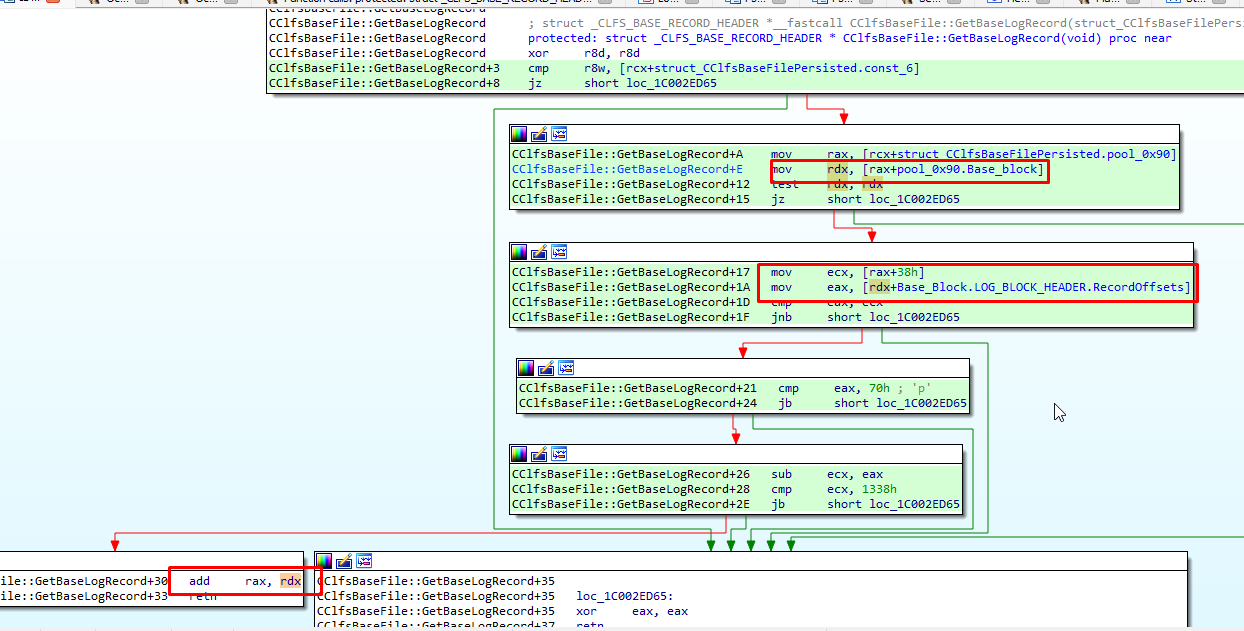 CClfsBaseFile::GetBaseLogRecord
CClfsBaseFile::GetBaseLogRecord ; struct _CLFS_BASE_RECORD_HEADER *__fastcall CClfsBaseFile::GetBaseLogRecord(struct_CClfsBaseFilePersi
CClfsBaseFile::GetBaseLogRecord protected: struct _CLFS_BASE_RECORD_HEADER * CClfsBaseFile::GetBaseLogRecord(void) proc near
CClfsBaseFile::GetBaseLogRecord xor r8d, r8d
CClfsBaseFile::GetBaseLogRecord+3 cmp r8w, [rcx+struct_CClfsBaseFilePersisted.const_6]
CClfsBaseFile::GetBaseLogRecord+8 jz short loc_1C002ED65
CClfsBaseFile::GetBaseLogRecord+A mov rax, [rcx+struct_CClfsBaseFilePersisted.pool_0x90]
CClfsBaseFile::GetBaseLogRecord+E mov rdx, [rax+pool_0x90.Base_block]
CClfsBaseFile::GetBaseLogRecord+12 test rdx, rdx
CClfsBaseFile::GetBaseLogRecord+15 jz short loc_1C002ED65
CClfsBaseFile::GetBaseLogRecord+17 mov ecx, [rax+38h]
CClfsBaseFile::GetBaseLogRecord+1A mov eax, [rdx+Base_Block.LOG_BLOCK_HEADER.RecordOffsets]
CClfsBaseFile::GetBaseLogRecord+1D cmp eax, ecx
CClfsBaseFile::GetBaseLogRecord+1F jnb short loc_1C002ED65
CClfsBaseFile::GetBaseLogRecord+21 cmp eax, 70h ; 'p'
CClfsBaseFile::GetBaseLogRecord+24 jb short loc_1C002ED65
CClfsBaseFile::GetBaseLogRecord+26 sub ecx, eax
CClfsBaseFile::GetBaseLogRecord+28 cmp ecx, 1338h
CClfsBaseFile::GetBaseLogRecord+2E jb short loc_1C002ED65
ile::GetBaseLogRecord+30 add rax, rdx
ile::GetBaseLogRecord+33 retn
CClfsBaseFile::GetBaseLogRecord+35
CClfsBaseFile::GetBaseLogRecord+35 loc_1C002ED65:
CClfsBaseFile::GetBaseLogRecord+35 xor eax, eax
CClfsBaseFile::GetBaseLogRecord+37 retn